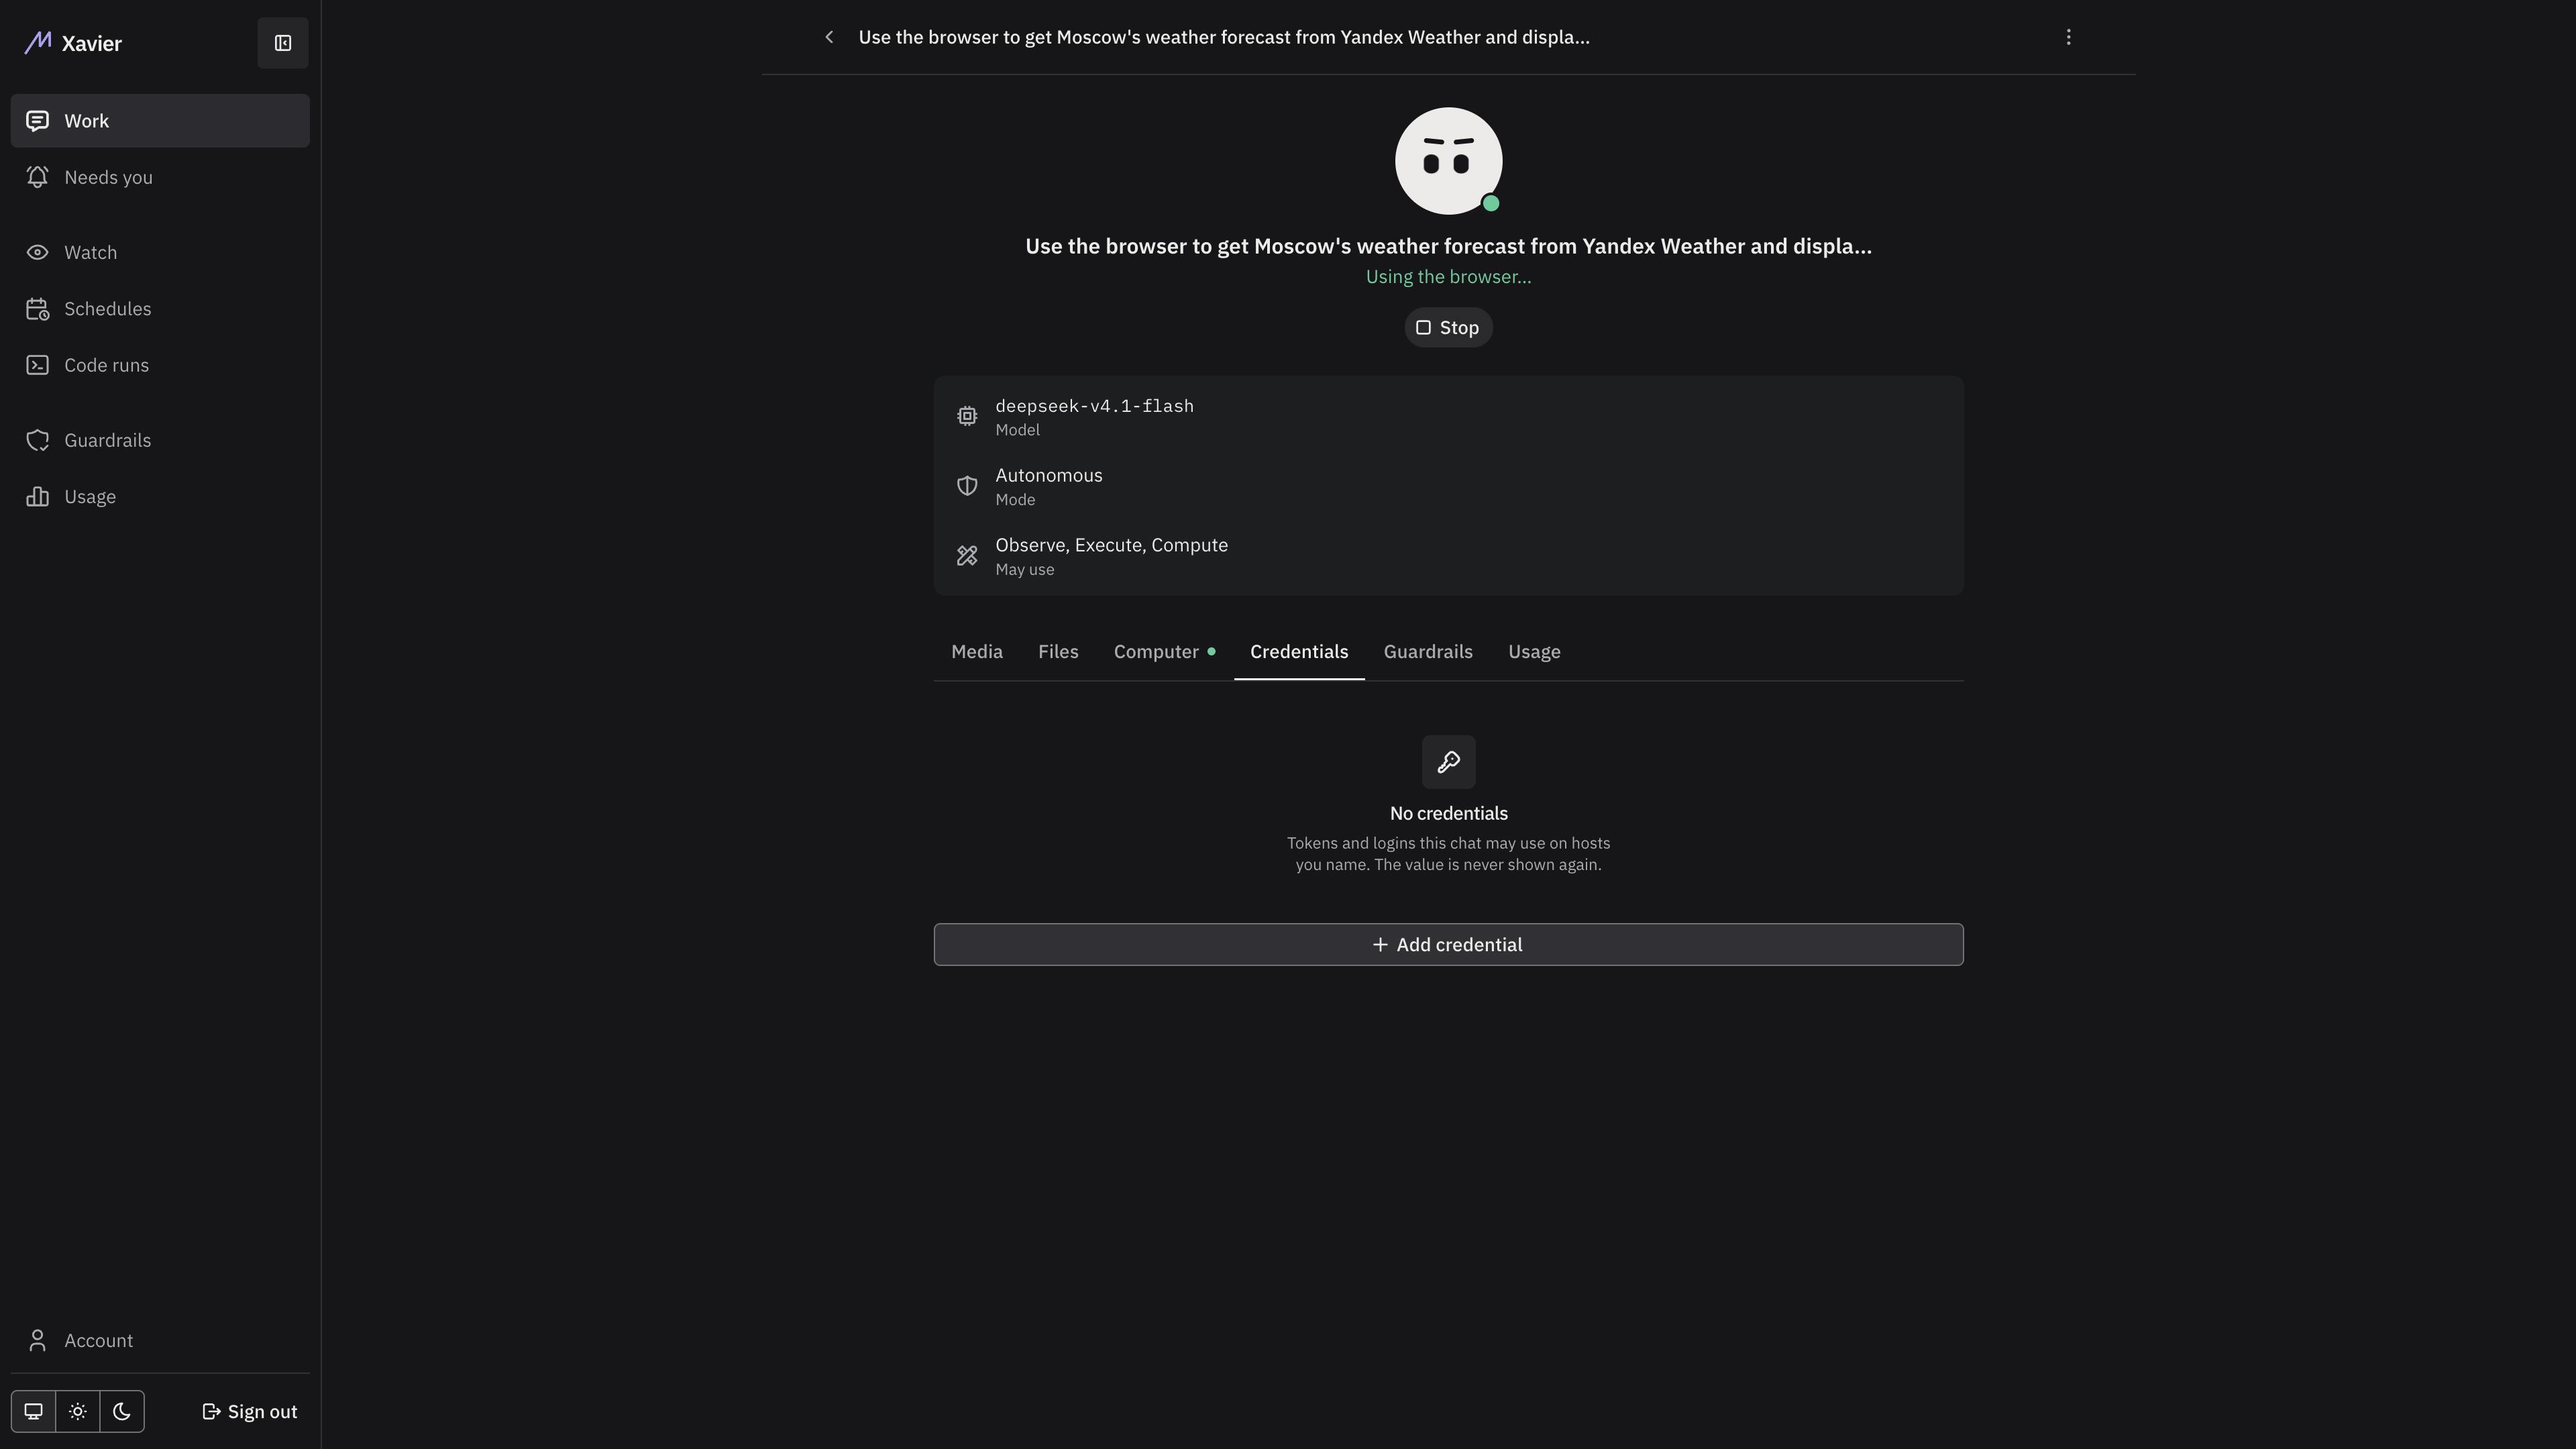 Xavier
Work
Needs you
Watch
Schedules
Code runs
Guardrails
Usage
Account
Sign out
Use the browser to get Moscow's weather forecast from Yandex Weather and displa...
Use the browser to get Moscow's weather forecast from Yandex Weather and displa...
Using the browser...
Stop
deepseek-v4.1-flash
Model
Autonomous
Mode
Observe, Execute, Compute
May use
Media Files Computer Credentials Guardrails Usage
No credentials
Tokens and logins this chat may use on hosts
you name. The value is never shown again.
Add credential